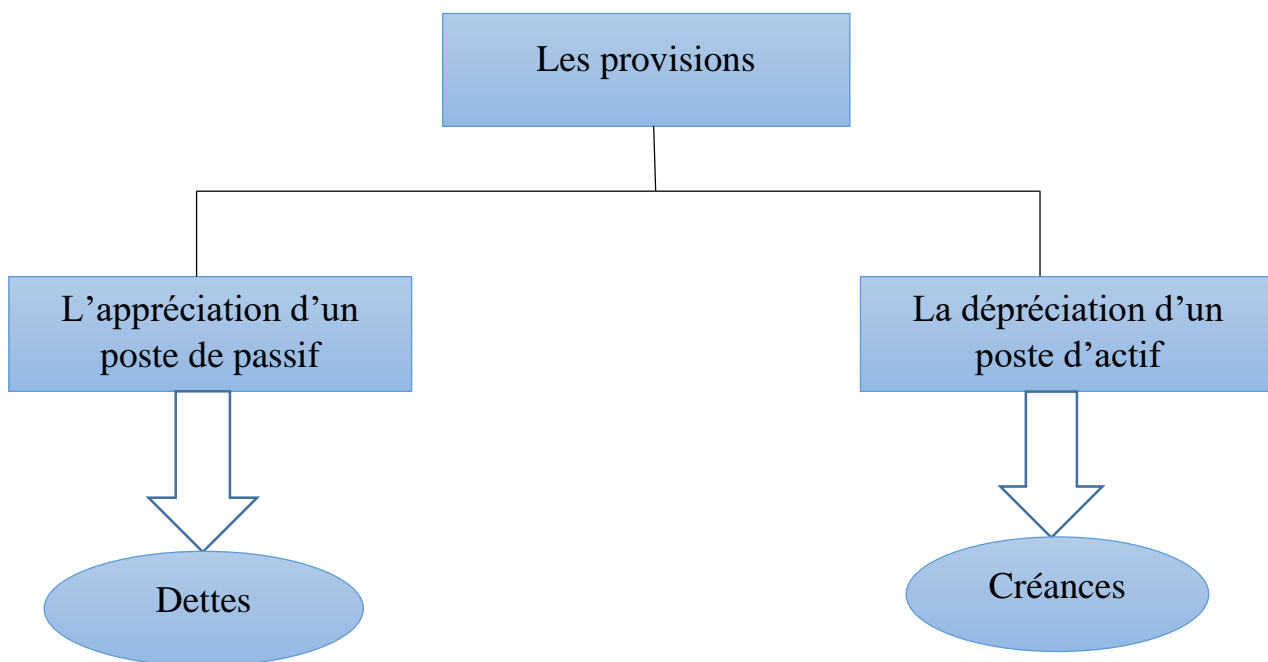 Les provisions
L’appréciation d’un
poste de passif
La dépréciation d’un
poste d’actif
Dettes
Créances